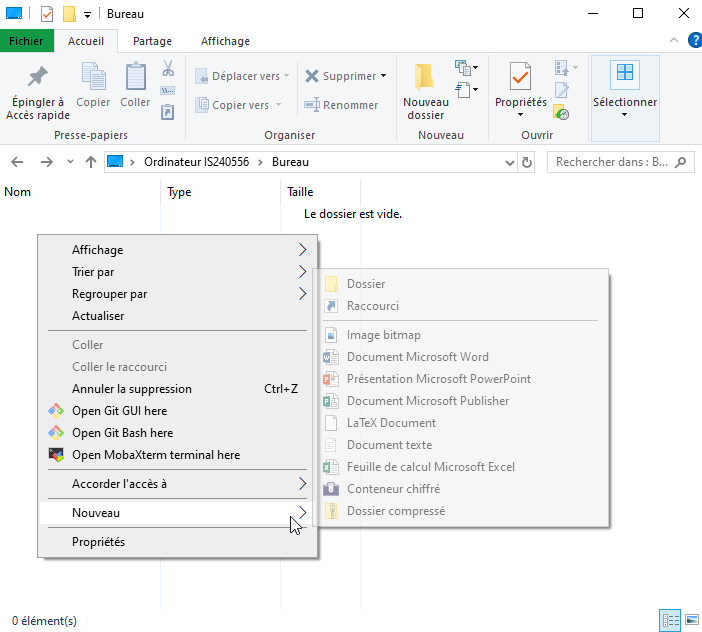 Bureau
Fichier
Accueil
Partage
Affichage
Épingler à
Accès rapide
Copier
Coller
Presse-papiers
Déplacer vers
Copier vers
Supprimer
Renommer
Organiser
Nouveau
dossier
Nouveau
Propriétés
Ouvrir
Sélectionner
Ordinateur IS240556
Bureau
Rechercher dans : B...
Nom
Type
Taille
Le dossier est vide.
Affichage
Trier par
Regrouper par
Actualiser
Coller
Coller le raccourci
Annuler la suppression Ctrl+Z
Open Git GUI here
Open Git Bash here
Open MobaXterm terminal here
Accorder l'accès à
Nouveau
Propriétés
Dossier
Raccourci
Image bitmap
Document Microsoft Word
Présentation Microsoft PowerPoint
Document Microsoft Publisher
LaTeX Document
Document texte
Feuille de calcul Microsoft Excel
Conteneur chiffré
Dossier compressé
0 élément(s)